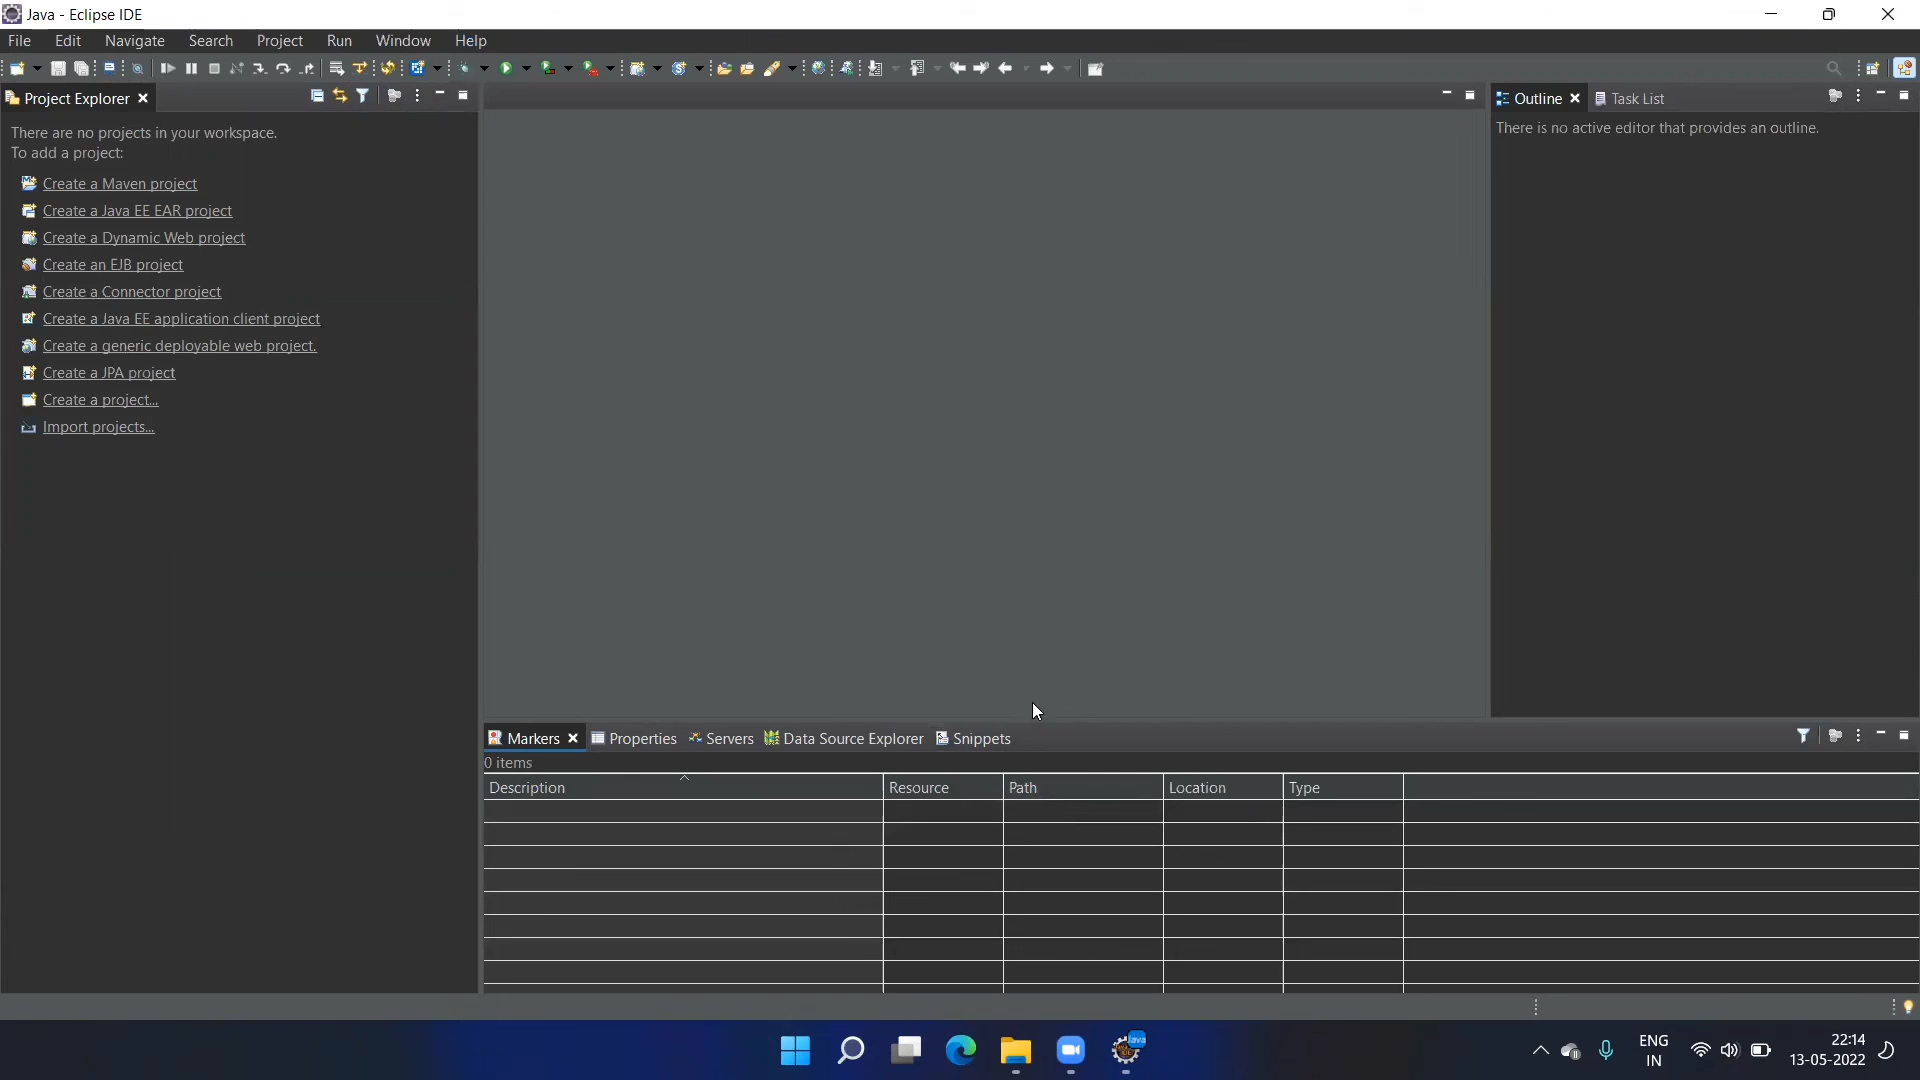 Java - Eclipse IDE
File Edit Navigate Search Project Run Window Help
Project Explorer
There are no projects in your workspace.
To add a project:
Create a Maven project
Create a Java EE EAR project
Create a Dynamic Web project
Create an EJB project
Create a Connector project
Create a Java EE application client project
Create a generic deployable web project.
Create a JPA project
Create a project...
Import projects...
Outline Task List
There is no active editor that provides an outline.
Markers Properties Servers Data Source Explorer Snippets
0 items
Description Resource Path Location Type
ENG
IN
22:14
13-05-2022